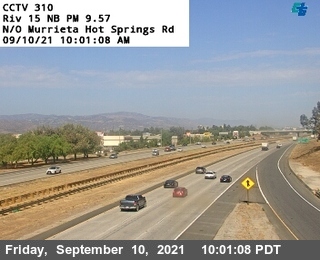 CCTV 310
Riv 15 NB PM 9.57
N/O Murrieta Hot Springs Rd
09/10/21 10:01:08 AM
Friday, September 10, 2021 10:01:08 PDT